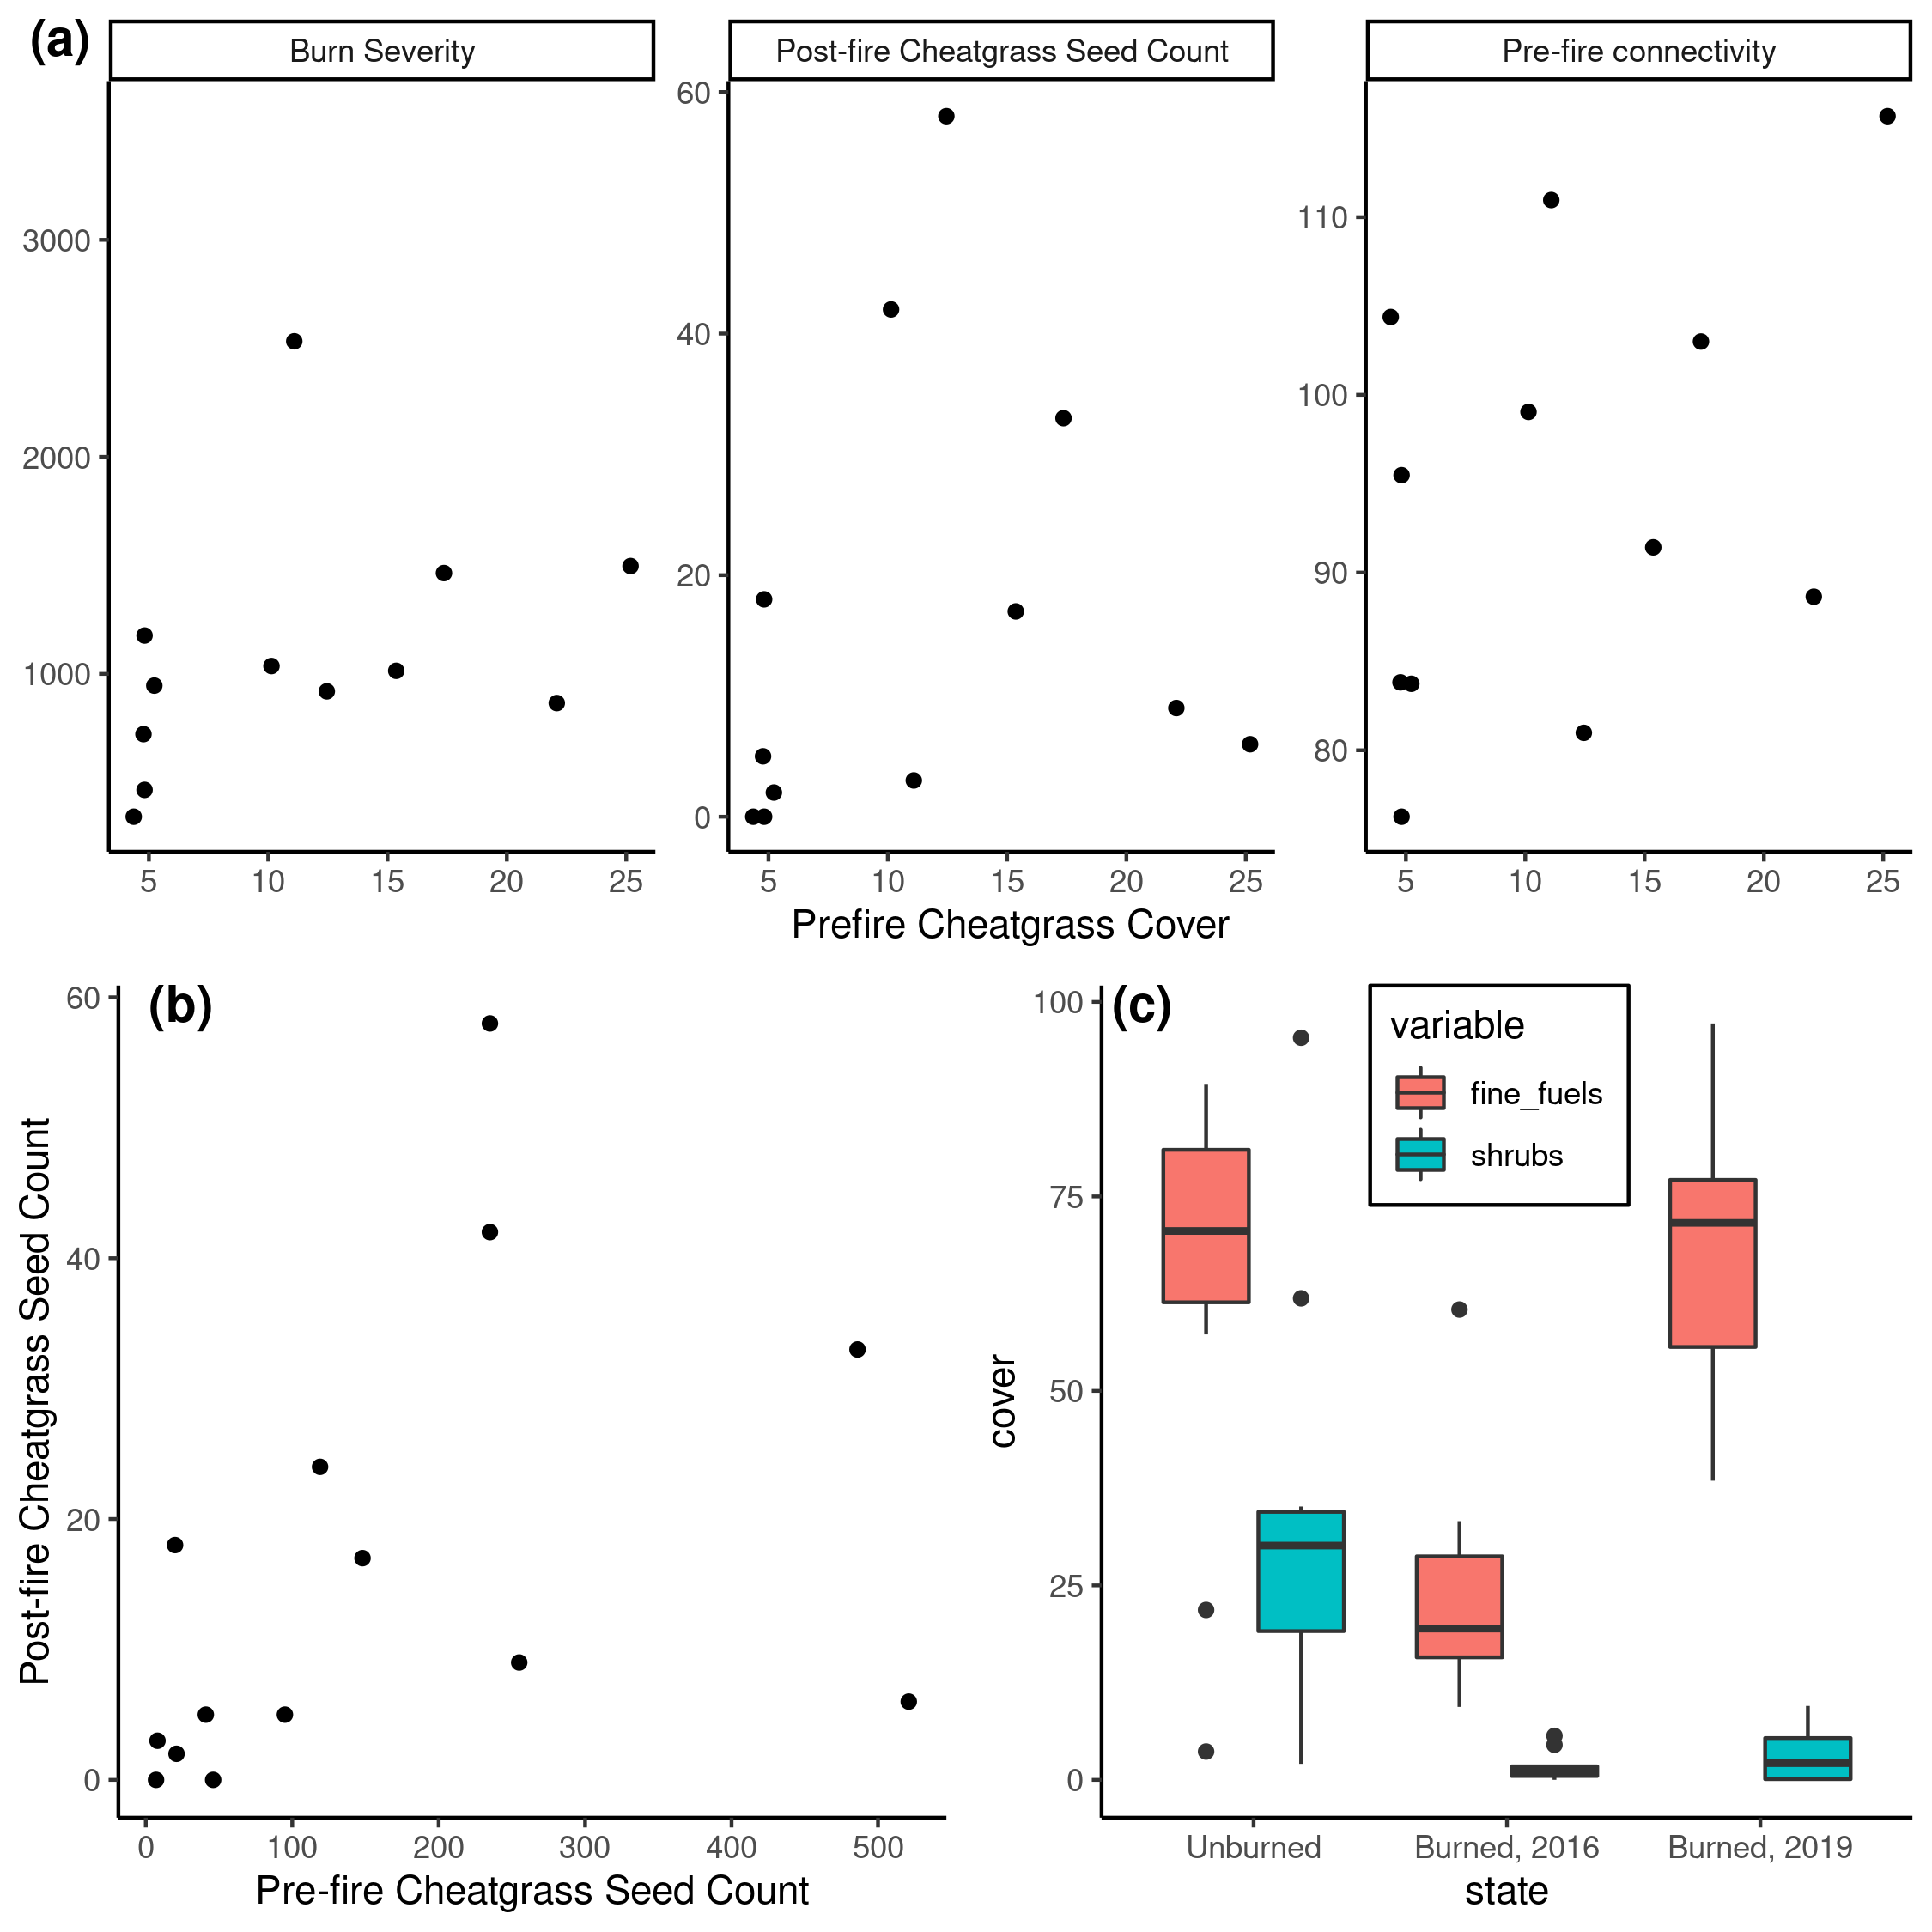 (a)
Burn Severity
Post-fire Cheatgrass Seed Count
Pre-fire connectivity
3000
2000
1000
60
40
20
0
110
100
90
80
5 10 15 20 25
5 10 15 20 25
5 10 15 20 25
Prefire Cheatgrass Cover
(b)
Post-fire Cheatgrass Seed Count
60
40
20
0
0 100 200 300 400 500
Pre-fire Cheatgrass Seed Count
(c)
variable
fine_fuels
shrubs
cover
100
75
50
25
0
Unburned Burned, 2016 Burned, 2019
state